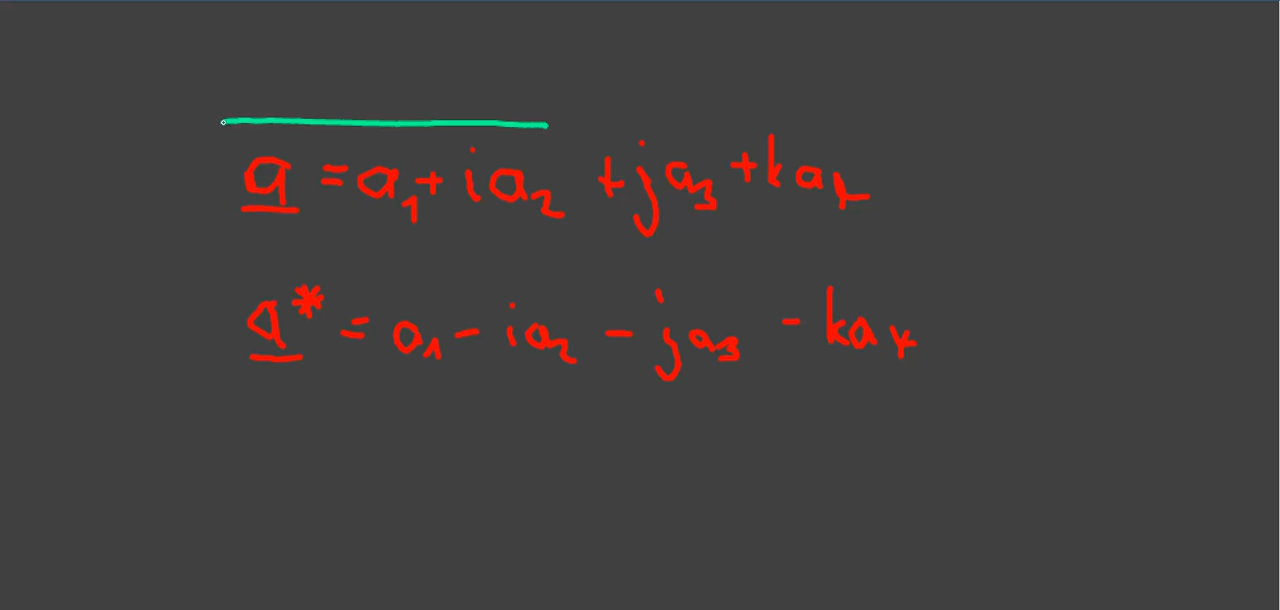 a = a₁ + ia₂ + ja₃ + ka₄
a* = a₁ - ia₂ - ja₃ - ka₄